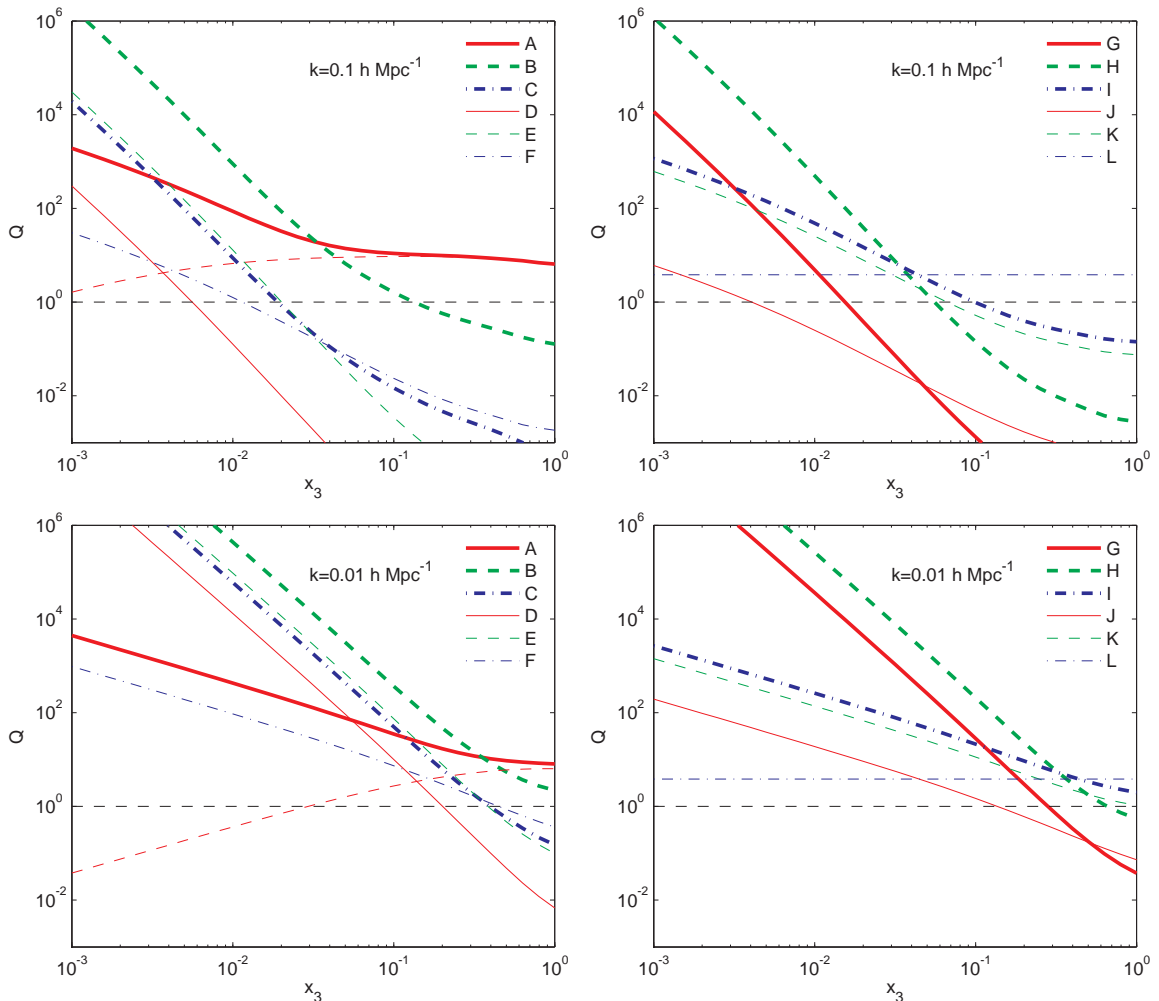 10^6
10^4
10^2
10^0
10^-2
Q
k=0.1 h Mpc^-1
A
B
C
D
E
F
10^-3
10^-2
10^-1
10^0
x_3
10^6
10^4
10^2
10^0
10^-2
Q
k=0.1 h Mpc^-1
G
H
I
J
K
L
10^-3
10^-2
10^-1
10^0
x_3
10^6
10^4
10^2
10^0
10^-2
Q
k=0.01 h Mpc^-1
A
B
C
D
E
F
10^-3
10^-2
10^-1
10^0
x_3
10^6
10^4
10^2
10^0
10^-2
Q
k=0.01 h Mpc^-1
G
H
I
J
K
L
10^-3
10^-2
10^-1
10^0
x_3